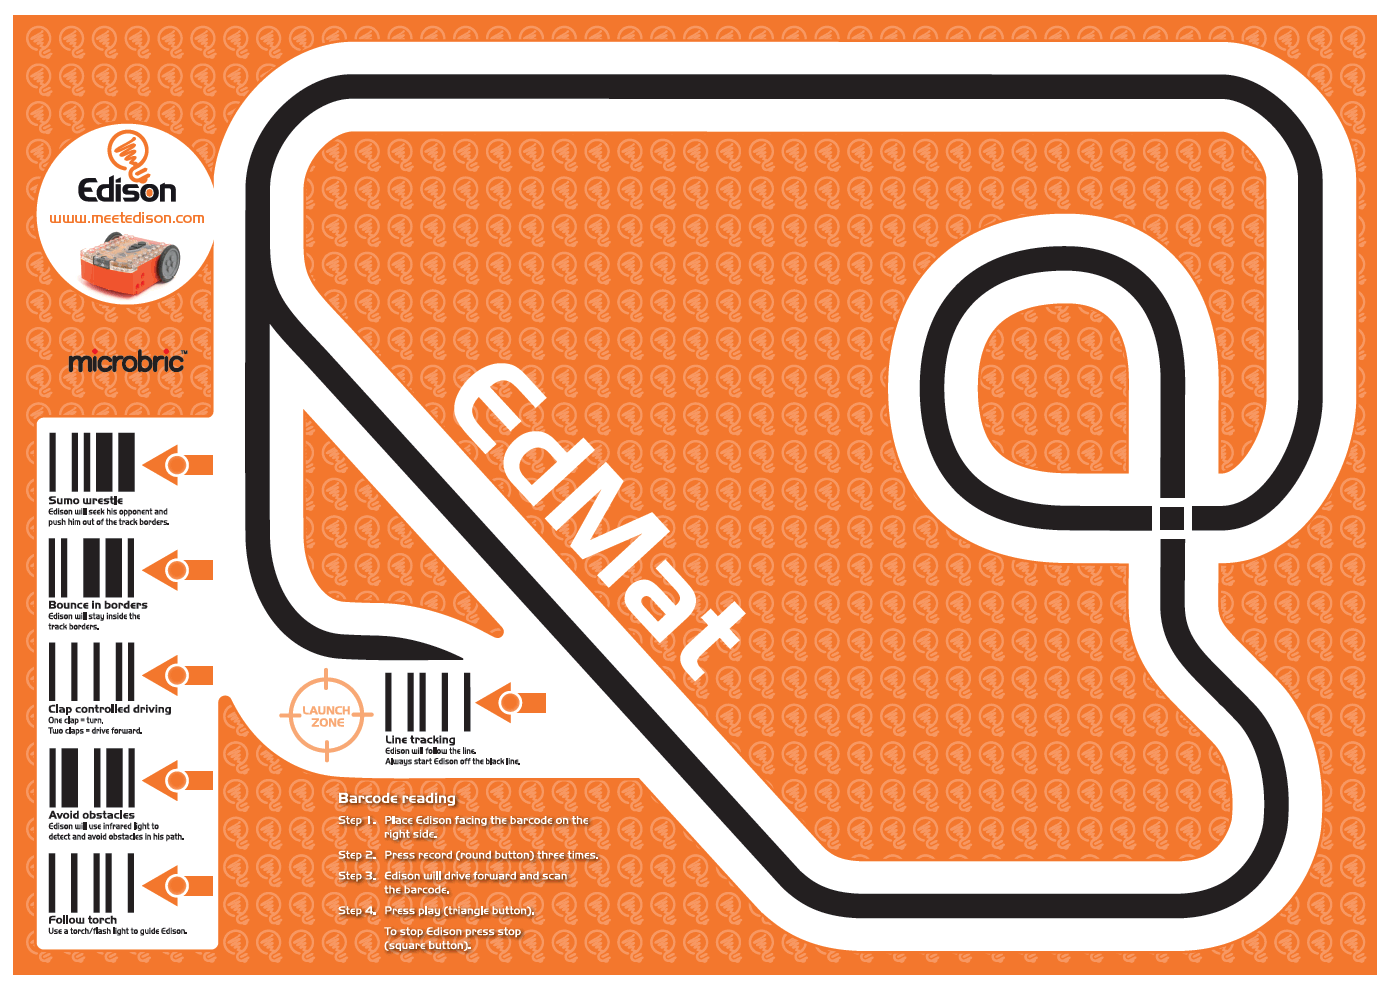 Edison
www.meetedison.com
microbric™
Sumo wrestle
Edison will seek his opponent and
push him out of the track borders.
Bounce in borders
Edison will stay inside the
track borders.
Clap controlled driving
One clap = turn.
Two claps = drive forward.
Avoid obstacles
Edison will use infrared light to
detect and avoid obstacles in his path.
Follow torch
Use a torch/flash light to guide Edison.
EdMat
LAUNCH
ZONE
Line tracking
Edison will follow the line.
Always start Edison off the black line.
Barcode reading
Step 1. Place Edison facing the barcode on the
right side.
Step 2. Press record (round button) three times.
Step 3. Edison will drive forward and scan
the barcode.
Step 4. Press play (triangle button).
To stop Edison press stop
(square button).